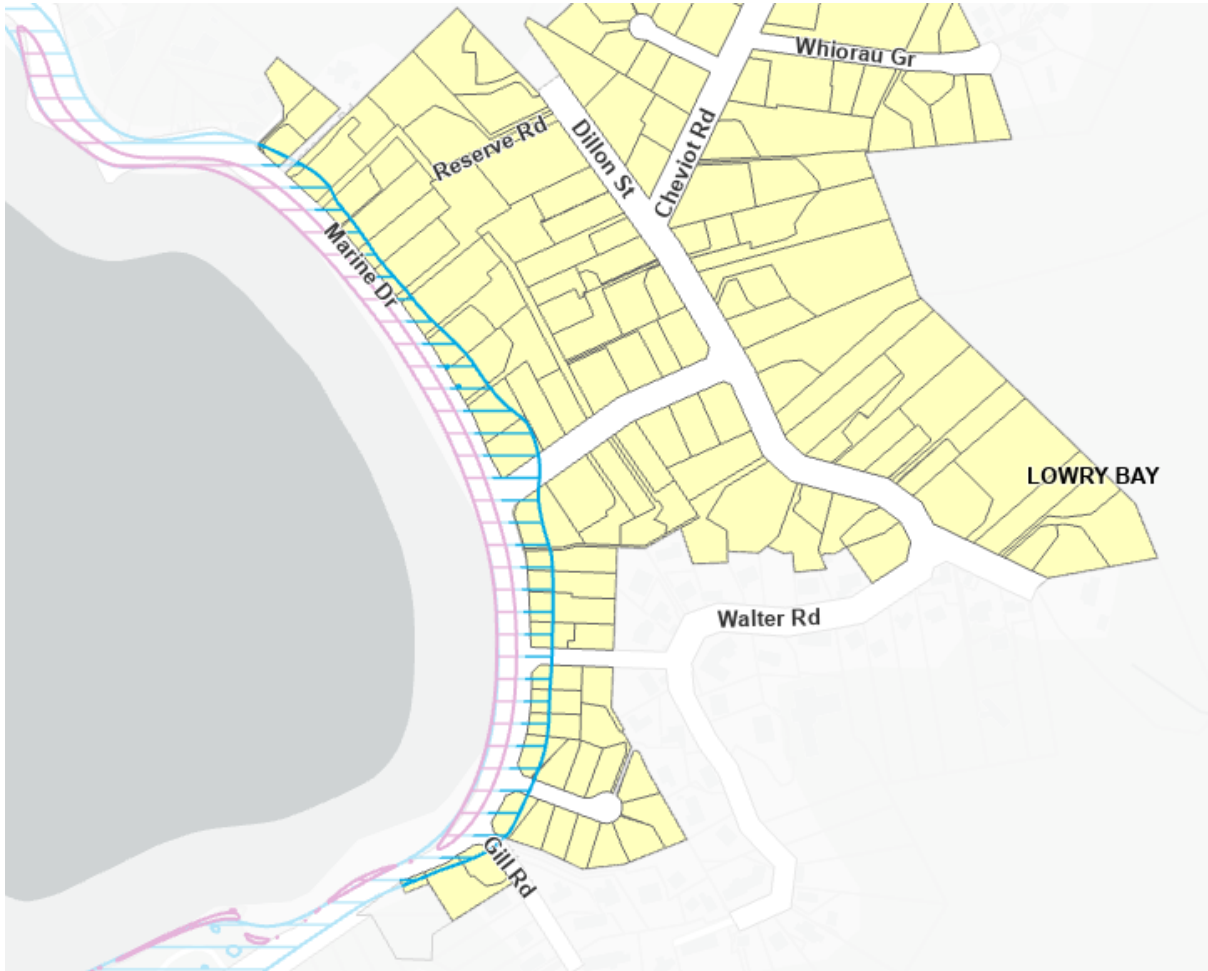 Whiorau Gr
Reserve Rd
Dillon St
Cheviot Rd
Marine Dr
LOWRY BAY
Walter Rd
Gill Rd